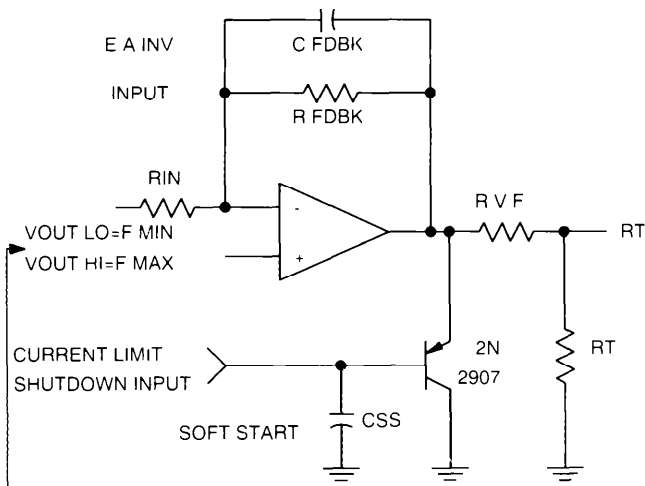 E A INV
C FDBK
INPUT
R FDBK
RIN
-
R V F
VOUT LO=F MIN
RT
VOUT HI=F MAX
+
CURRENT LIMIT
2N
RT
SHUTDOWN INPUT
2907
SOFT START
CSS